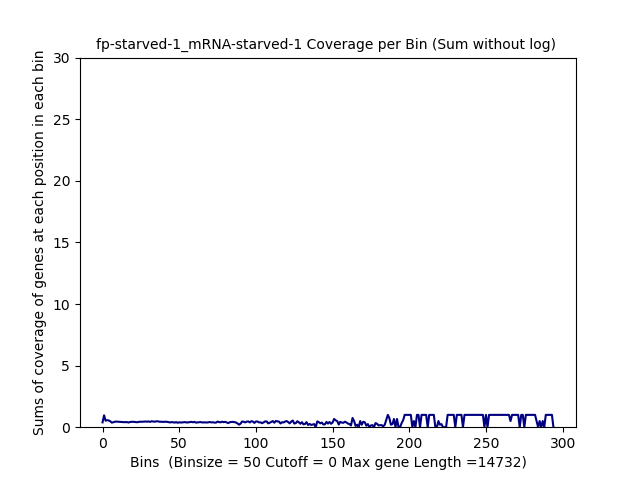 fp-starved-1_mRNA-starved-1 Coverage per Bin (Sum without log)
Sums of coverage of genes at each position in each bin
30
25
20
15
10
5
0
0 50 100 150 200 250 300
Bins  (Binsize = 50 Cutoff = 0 Max gene Length =14732)